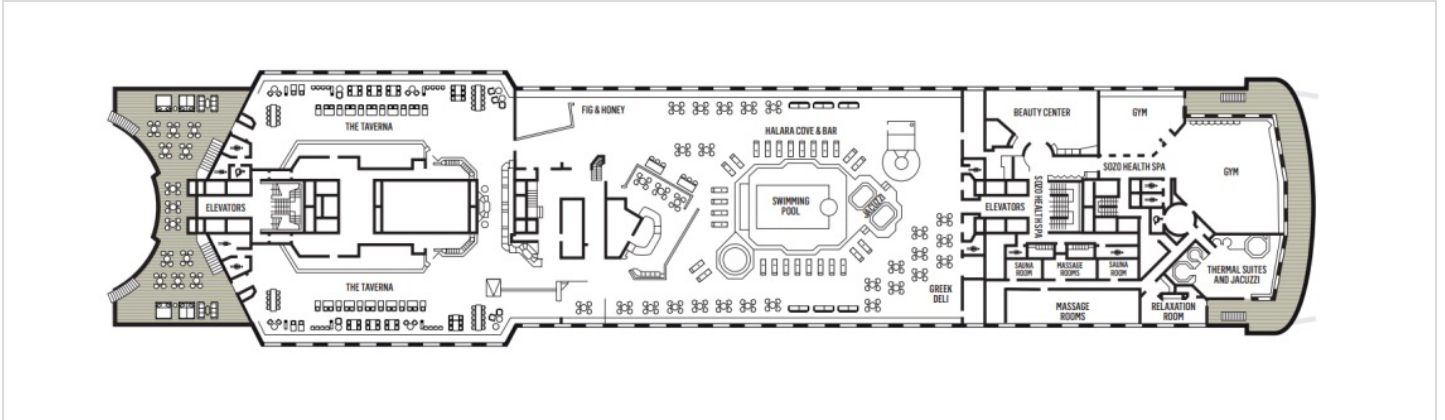 THE TAVERNA
ELEVATORS
THE TAVERNA
FIG & HONEY
HALARA COVE & BAR
SWIMMING
POOL
JACUZZI
GREEK
DELI
BEAUTY CENTER
GYM
SOZO HEALTH SPA
GYM
ELEVATORS
SOZO HEALTH SPA
SAUNA
ROOM
MASSAGE
ROOMS
SAUNA
ROOM
THERMAL SUITES
AND JACUZZI
MASSAGE
ROOMS
RELAXATION
ROOM